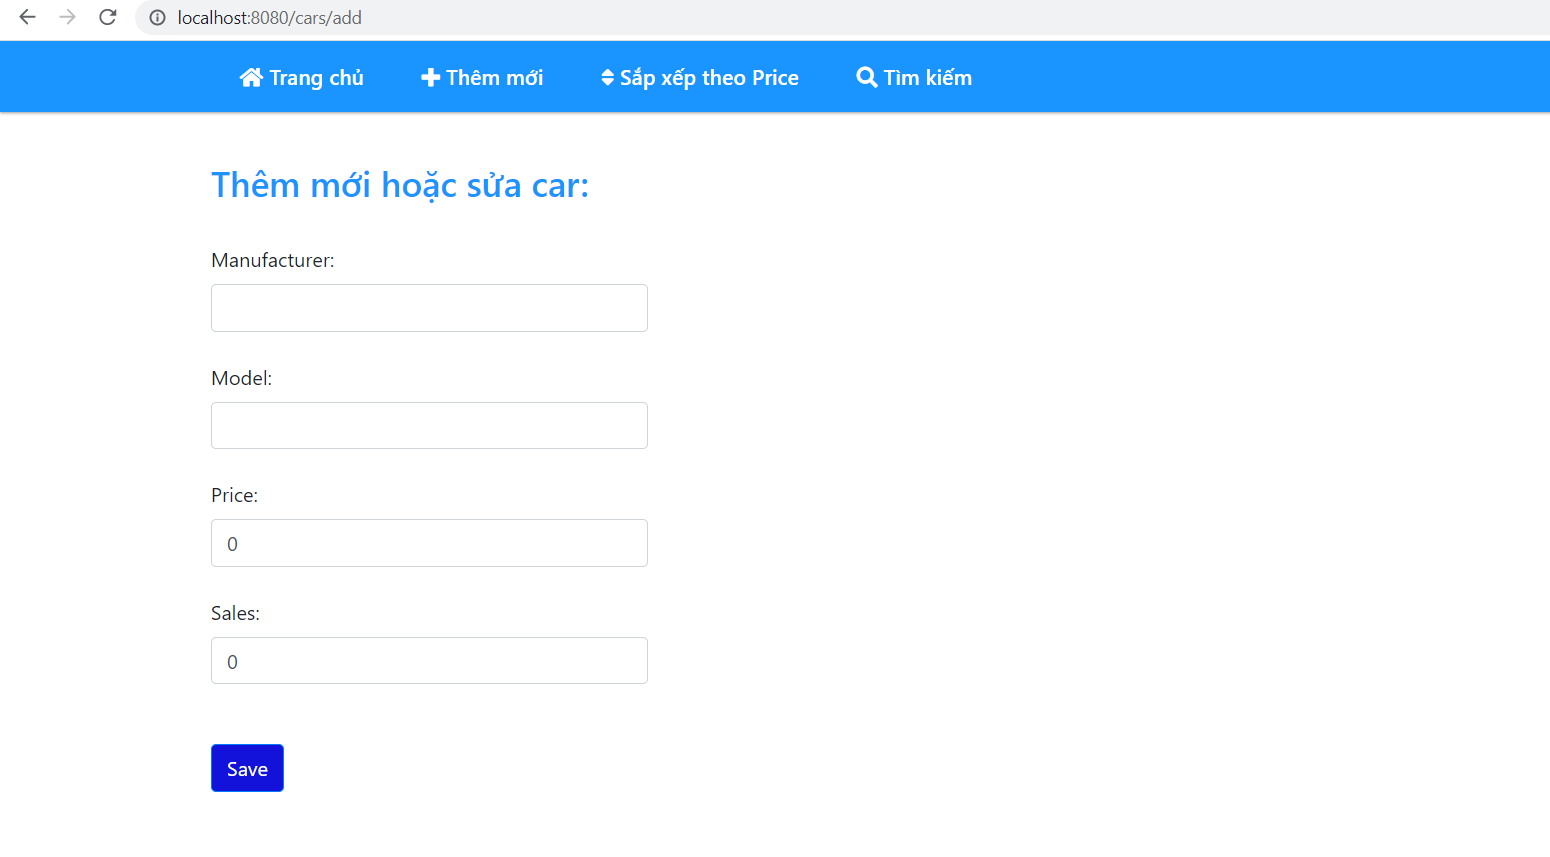 localhost:8080/cars/add
Trang chủ Thêm mới Sắp xếp theo Price Tìm kiếm
Thêm mới hoặc sửa car:
Manufacturer:
Model:
Price:
0
Sales:
0
Save